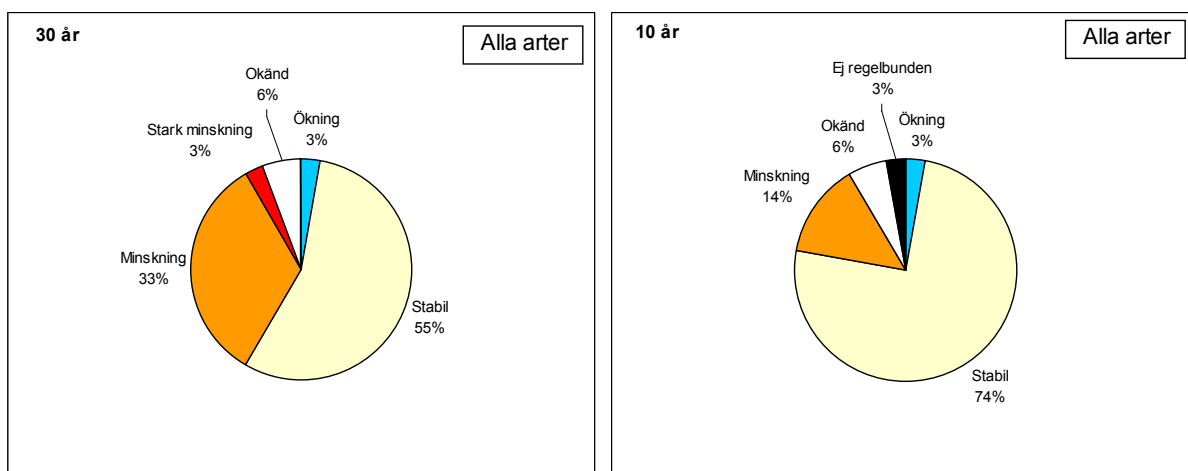 30 år
Alla arter
Okänd
6%
Ökning
3%
Stark minskning
3%
Minskning
33%
Stabil
55%
10 år
Alla arter
Ej regelbunden
3%
Okänd
6%
Ökning
3%
Minskning
14%
Stabil
74%